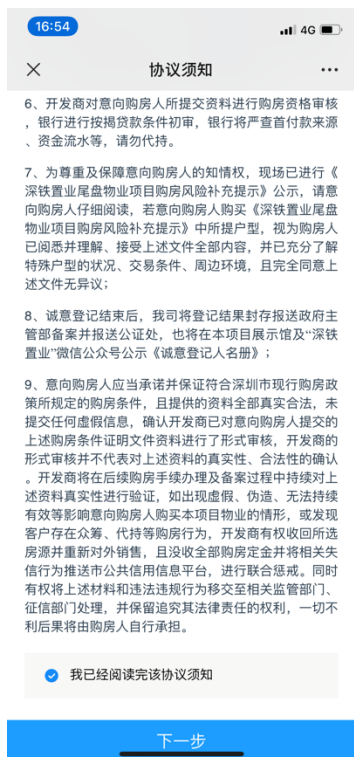 16:54
4G
协议须知
6、开发商对意向购房人所提交资料进行购房资格审核
，银行进行按揭贷款条件初审，银行将严查首付款来源
、资金流水等，请勿代持。
7、为尊重及保障意向购房人的知情权，现场已进行《
深铁置业尾盘物业项目购房风险补充提示》公示，请意
向购房人仔细阅读，若意向购房人购买《深铁置业尾盘
物业项目购房风险补充提示》中所提户型，视为购房人
已阅悉并理解、接受上述文件全部内容，并已充分了解
特殊户型的状况、交易条件、周边环境，且完全同意上
述文件无异议；
8、诚意登记结束后，我司将登记结果封存报送政府主
管部备案并报送公证处，也将在本项目展示馆及“深铁
置业”微信公众号公示《诚意登记人名册》；
9、意向购房人应当承诺并保证符合深圳市现行购房政
策所规定的购房条件，且提供的资料全部真实合法，未
提交任何虚假信息，确认开发商已对意向购房人提交的
上述购房条件证明文件资料进行了形式审核，开发商的
形式审核并不代表对上述资料的真实性、合法性的确认
。开发商将在后续购房手续办理及备案过程中持续对上
述资料真实性进行验证，如出现虚假、伪造、无法持续
有效等影响意向购房人购买本项目物业的情形，或发现
客户存在众筹、代持等购房行为，开发商有权收回所选
房源并重新对外销售，且没收全部购房定金并将相关失
信行为推送市公共信用信息平台，进行联合惩戒。同时
有权将上述材料和违法违规行为移交至相关监管部门、
征信部门处理，并保留追究其法律责任的权利，一切不
利后果将由购房人自行承担。
我已经阅读完该协议须知
下一步